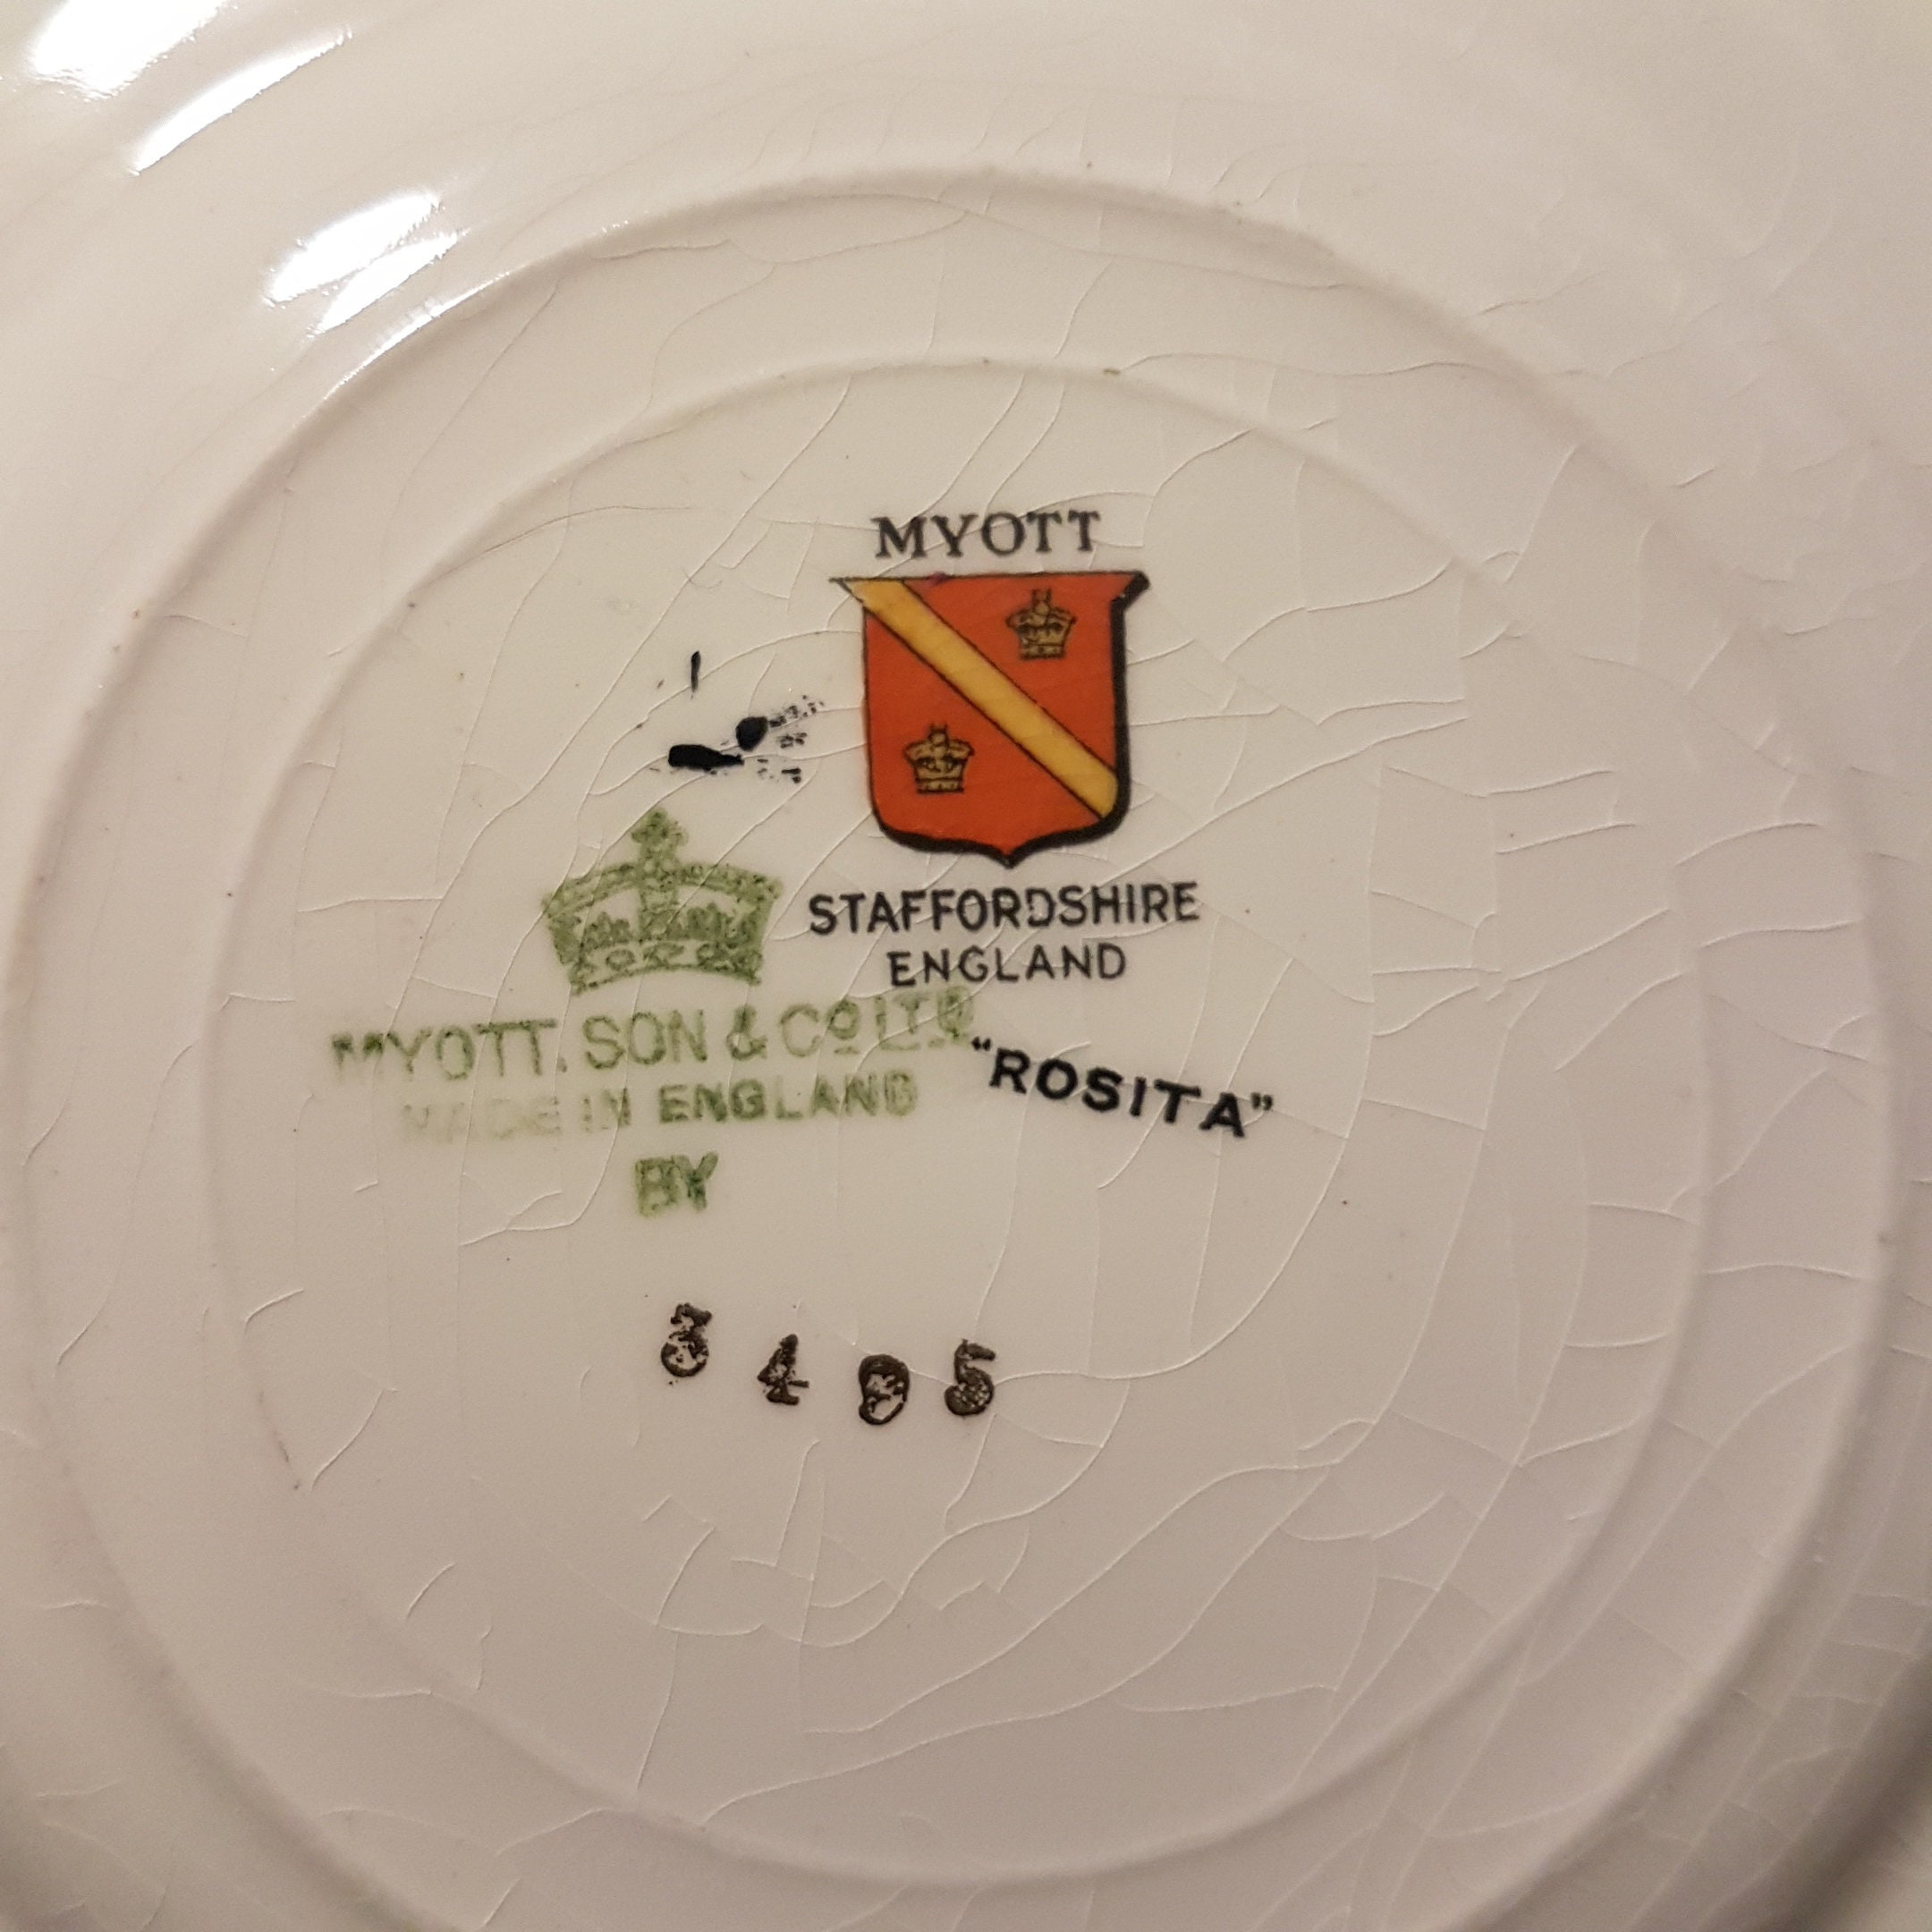 MYOTT
STAFFORDSHIRE
ENGLAND
MYOTT. SON & Cº LTD
MADE IN ENGLAND
BY
"ROSITA"
3495